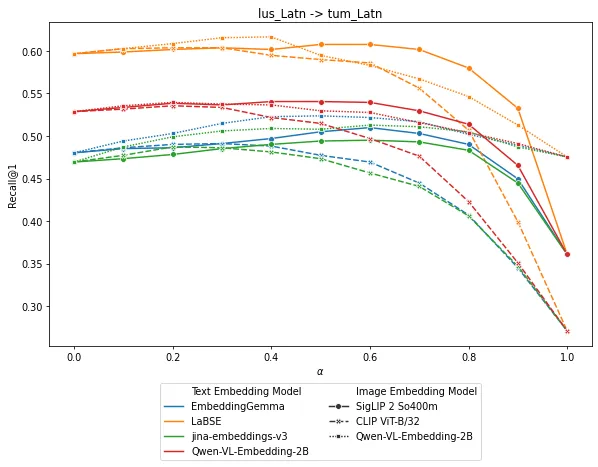 lus_Latn -> tum_Latn
Recall@1
0.60
0.55
0.50
0.45
0.40
0.35
0.30
0.0 0.2 0.4 0.6 0.8 1.0
α
Text Embedding Model
EmbeddingGemma
LaBSE
jina-embeddings-v3
Qwen-VL-Embedding-2B
Image Embedding Model
SigLIP 2 So400m
CLIP ViT-B/32
Qwen-VL-Embedding-2B